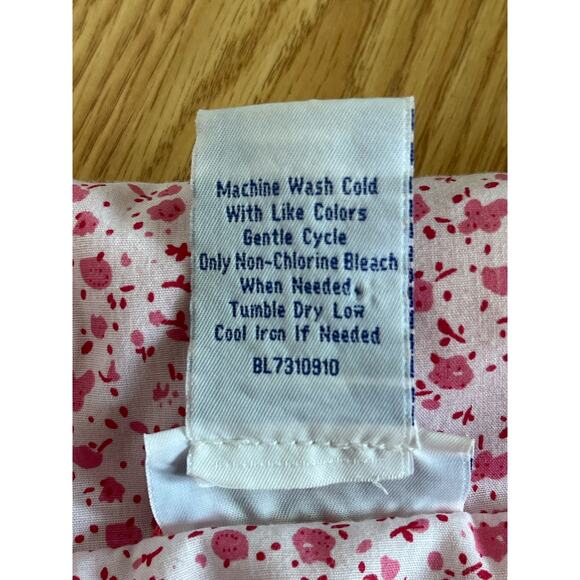 Machine Wash Cold
With Like Colors
Gentle Cycle
Only Non-Chlorine Bleach
When Needed.
Tumble Dry Low
Cool Iron If Needed
BL7310910